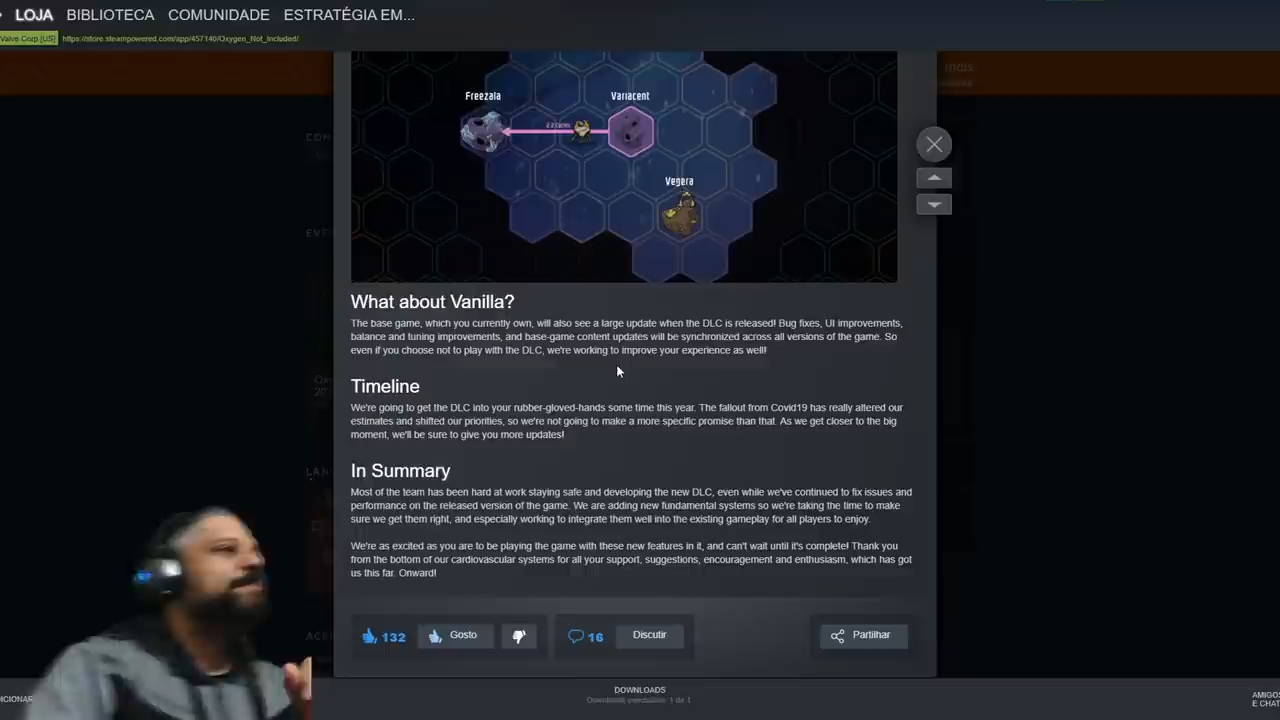 LOJA BIBLIOTECA COMUNIDADE ESTRATÉGIA EM...
Valve Corp [US] https://store.steampowered.com/app/457140/Oxygen_Not_Included/
mais
Freezala
Variacent
Vegera
What about Vanilla?
The base game, which you currently own, will also see a large update when the DLC is released! Bug fixes, UI improvements,
balance and tuning improvements, and base-game content updates will be synchronized across all versions of the game. So
even if you choose not to play with the DLC, we're working to improve your experience as well!
Timeline
We're going to get the DLC into your rubber-gloved-hands some time this year. The fallout from Covid19 has really altered our
estimates and shifted our priorities, so we're not going to make a more specific promise than that. As we get closer to the big
moment, we'll be sure to give you more updates!
In Summary
Most of the team has been hard at work staying safe and developing the new DLC, even while we've continued to fix issues and
performance on the released version of the game. We are adding new fundamental systems so we're taking the time to make
sure we get them right, and especially working to integrate them well into the existing gameplay for all players to enjoy.
We're as excited as you are to be playing the game with these new features in it, and can't wait until it's complete! Thank you
from the bottom of our cardiovascular systems for all your support, suggestions, encouragement and enthusiasm, which has got
us this far. Onward!
132 Gosto 16 Discutir Partilhar
DOWNLOADS
AMIGOS
E CHAT